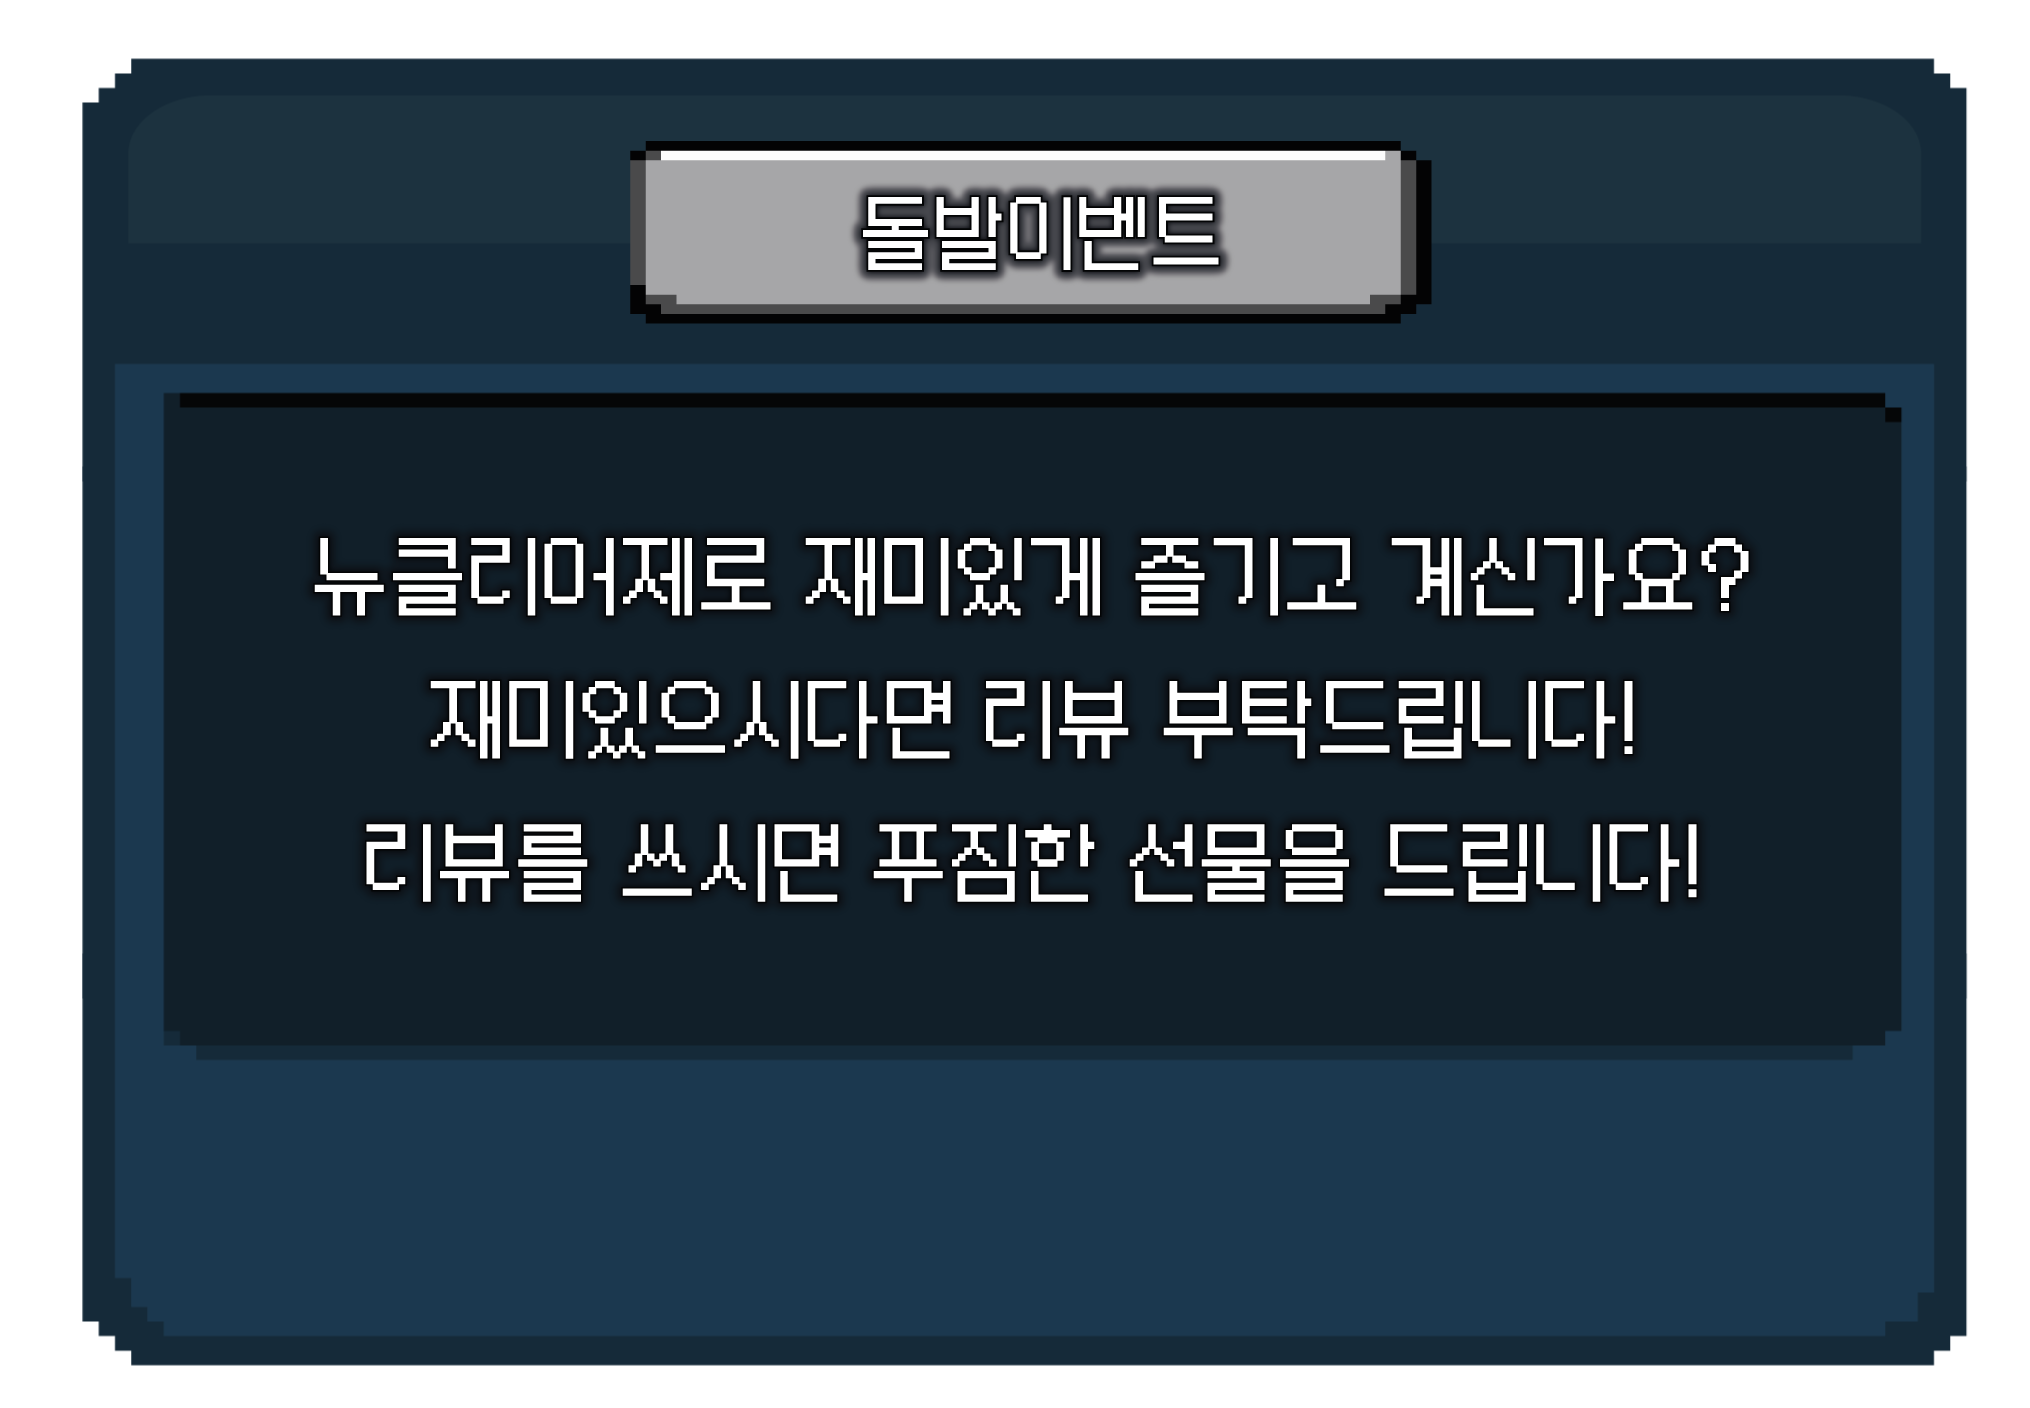 돌발이벤트
뉴클리어제로 재미있게 즐기고 계신가요?
재미있으시다면 리뷰 부탁드립니다!
리뷰를 쓰시면 푸짐한 선물을 드립니다!